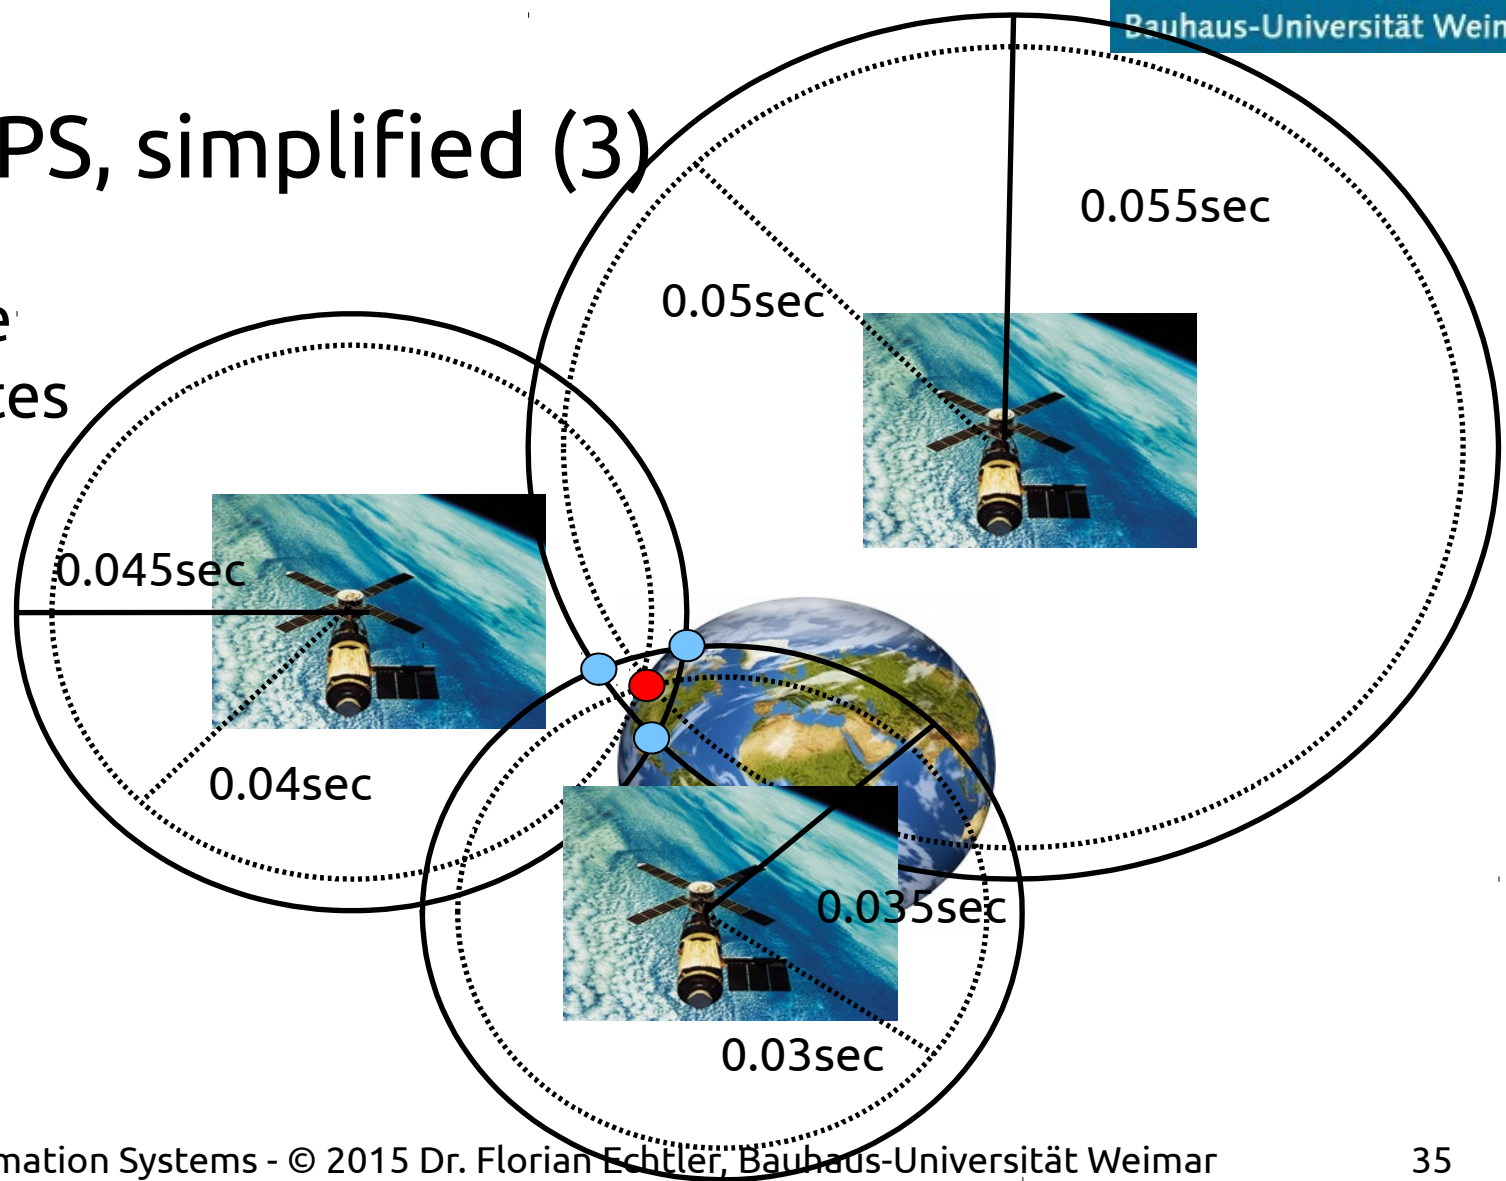 Bauhaus-Universität Weim
PS, simplified (3)
0.055sec
0.05sec
e
tes
0.045sec
0.04sec
0.035sec
0.03sec
mation Systems - © 2015 Dr. Florian Echtler, Bauhaus-Universität Weimar 35